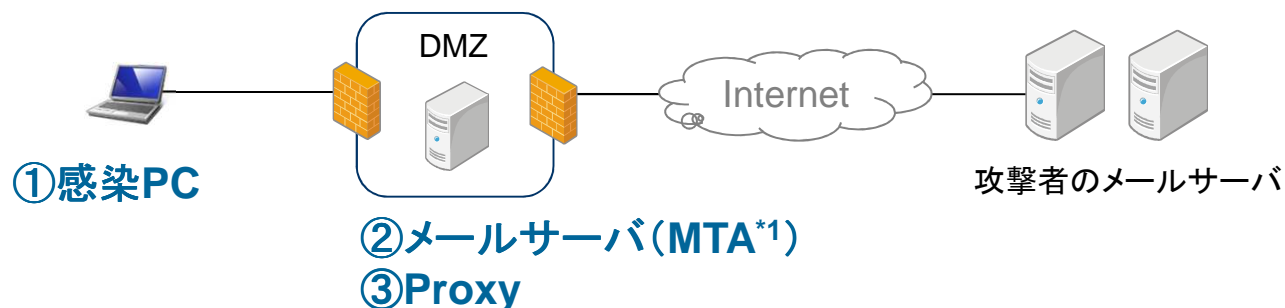 DMZ
Internet
①感染PC
攻撃者のメールサーバ
②メールサーバ（MTA*1）
③Proxy